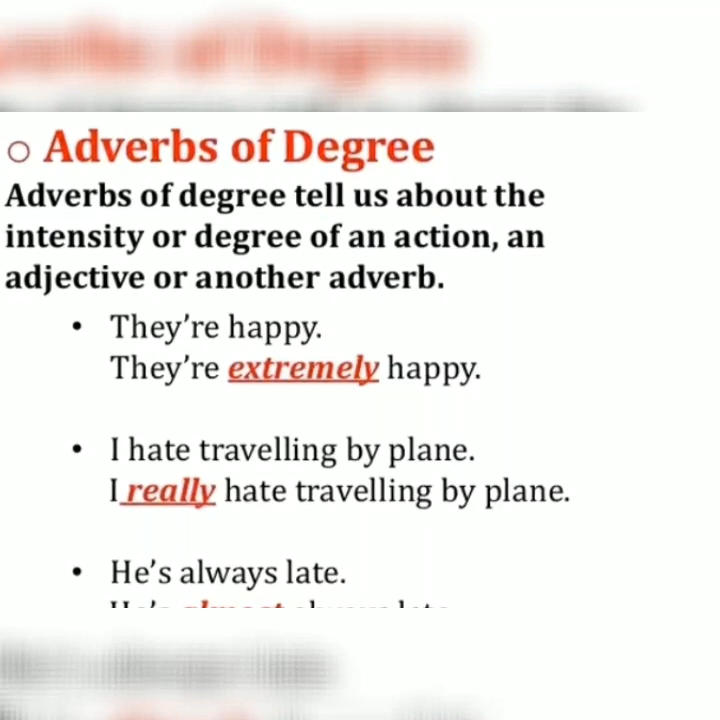 ○ Adverbs of Degree
Adverbs of degree tell us about the
intensity or degree of an action, an
adjective or another adverb.
• They're happy.
They're extremely happy.
• I hate travelling by plane.
I really hate travelling by plane.
• He's always late.